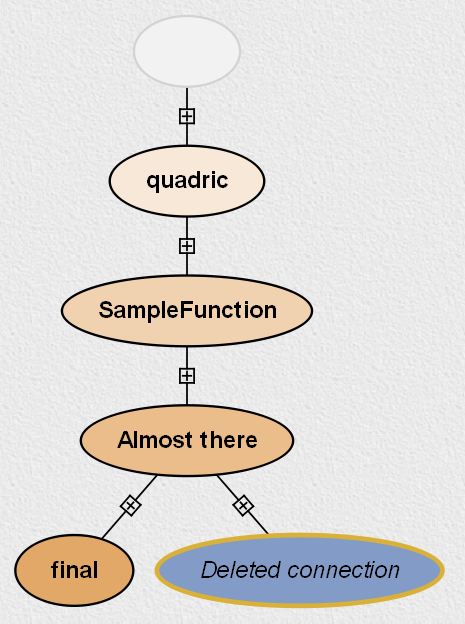 quadric
SampleFunction
Almost there
final
Deleted connection